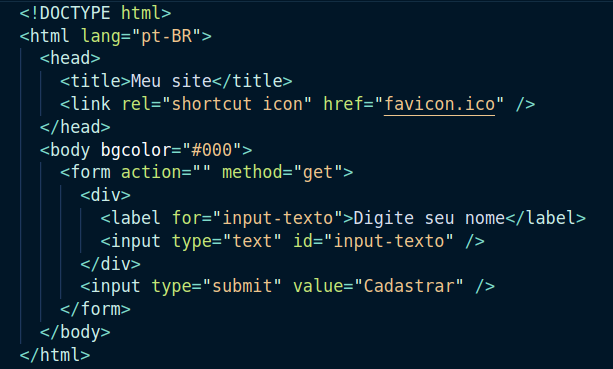 <!DOCTYPE html>
<html lang="pt-BR">
<head>
<title>Meu site</title>
<link rel="shortcut icon" href="favicon.ico" />
</head>
<body bgcolor="#000">
<form action="" method="get">
<div>
<label for="input-texto">Digite seu nome</label>
<input type="text" id="input-texto" />
</div>
<input type="submit" value="Cadastrar" />
</form>
</body>
</html>